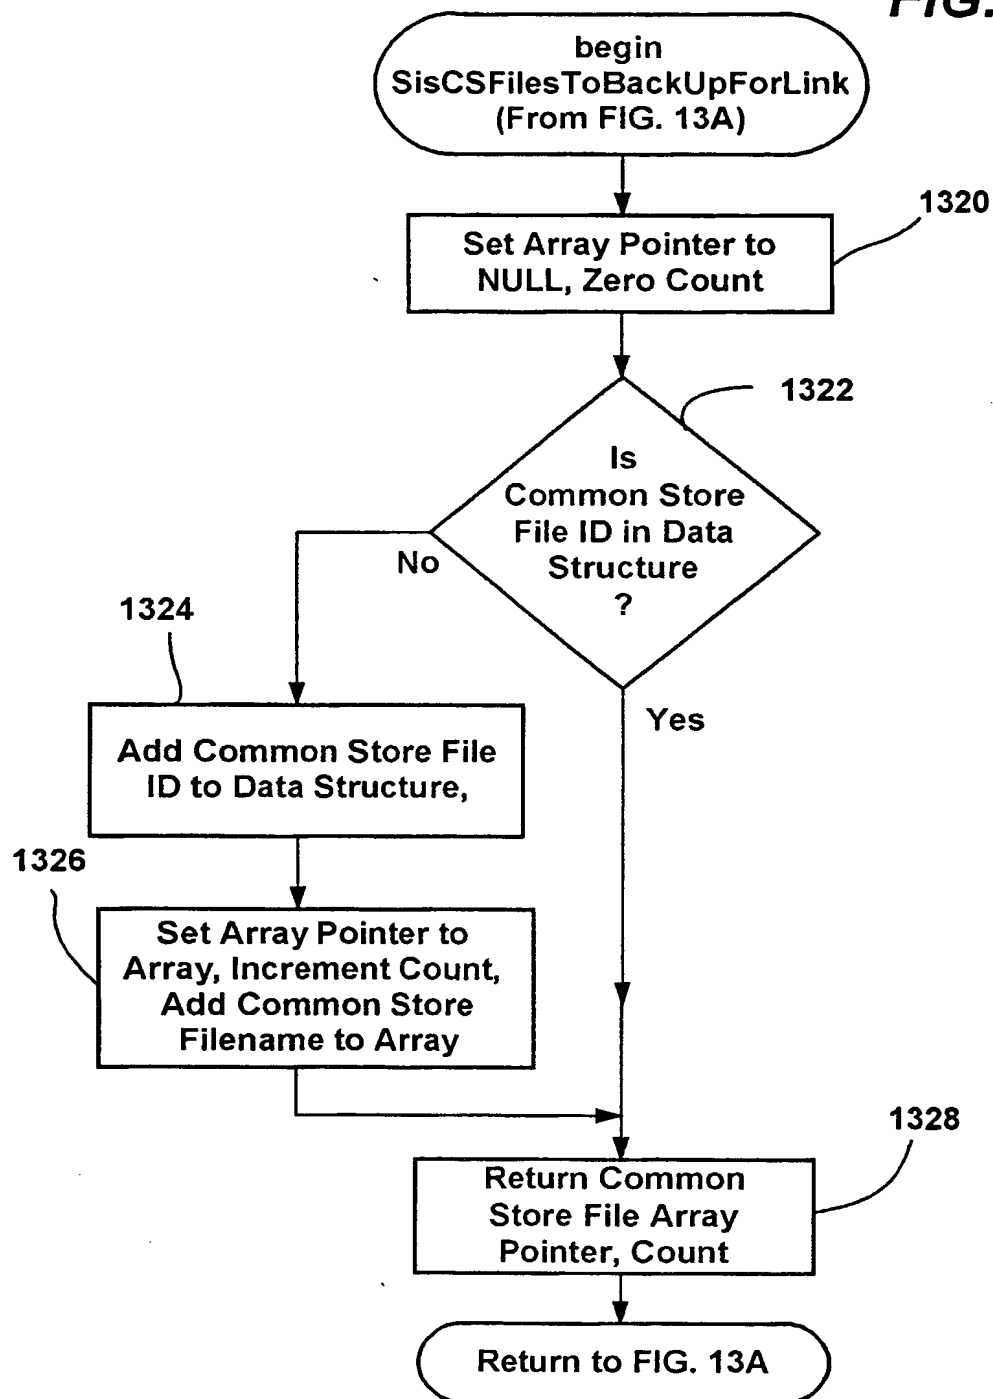 FIG.
begin
SisCSFilesToBackUpForLink
(From FIG. 13A)
1320
Set Array Pointer to
NULL, Zero Count
1322
Is
Common Store
File ID in Data
Structure
?
No
Yes
1324
Add Common Store File
ID to Data Structure,
1326
Set Array Pointer to
Array, Increment Count,
Add Common Store
Filename to Array
1328
Return Common
Store File Array
Pointer, Count
Return to FIG. 13A